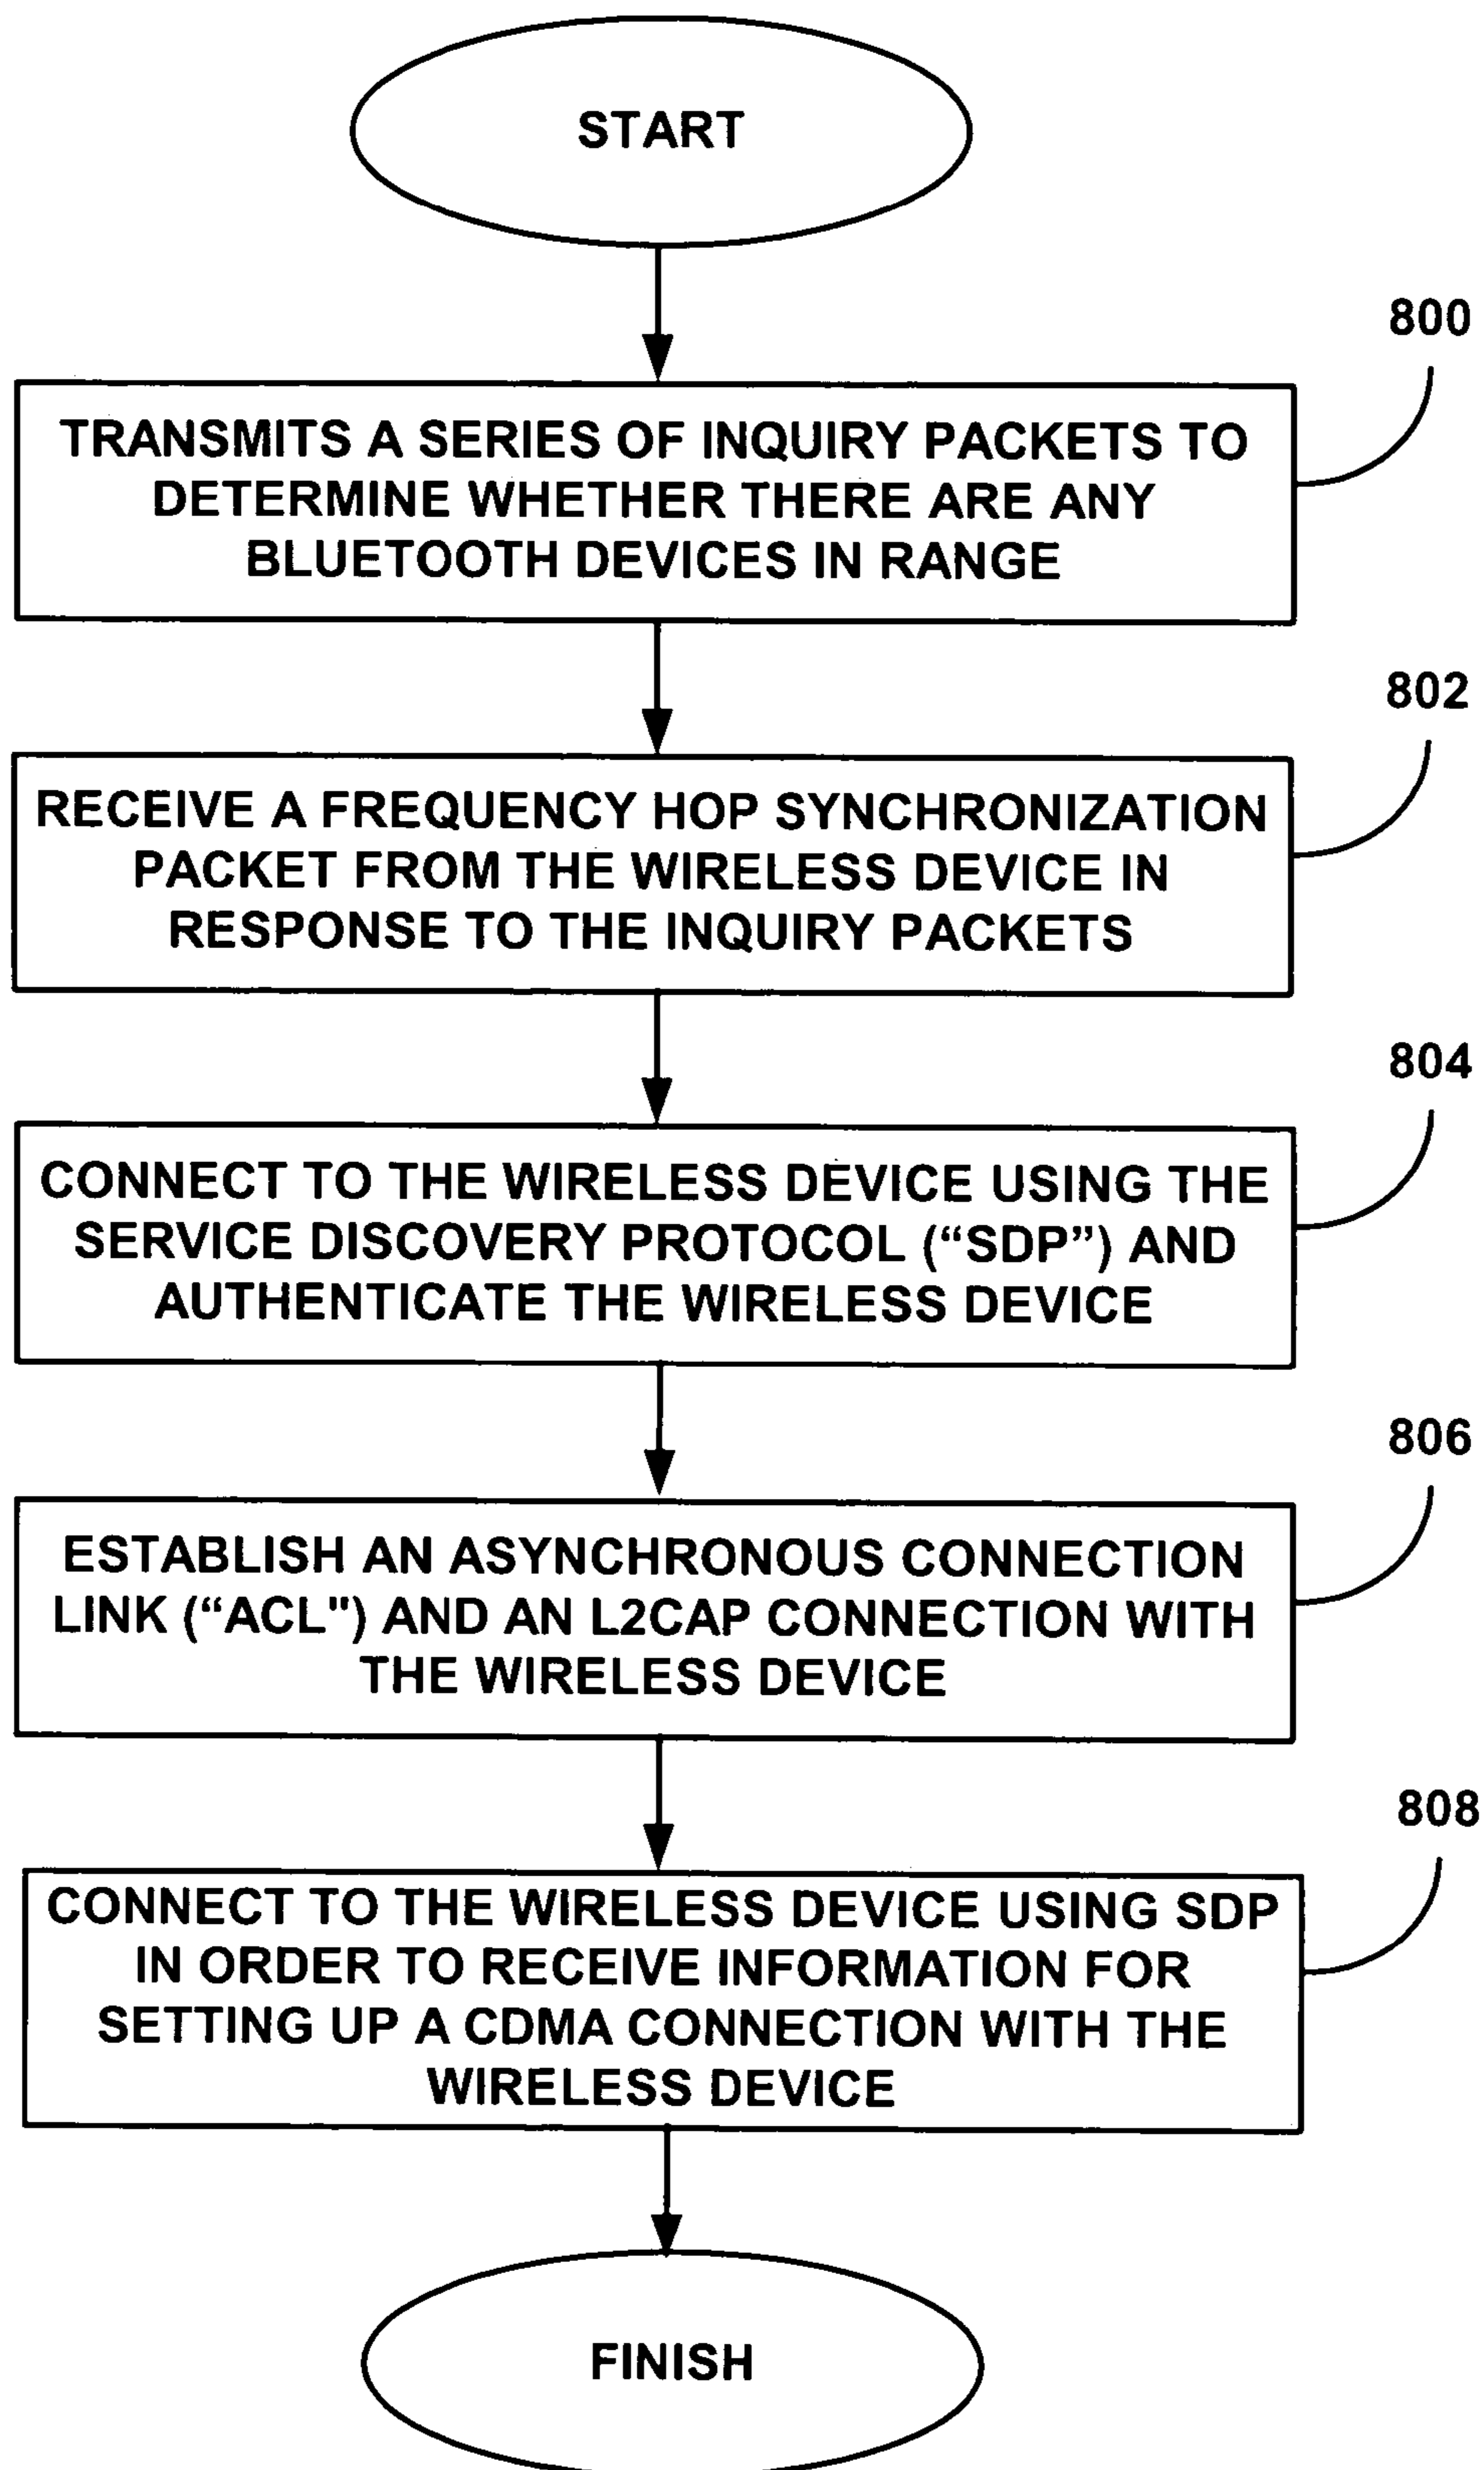 START
800
TRANSMITS A SERIES OF INQUIRY PACKETS TO
DETERMINE WHETHER THERE ARE ANY
BLUETOOTH DEVICES IN RANGE
802
RECEIVE A FREQUENCY HOP SYNCHRONIZATION
PACKET FROM THE WIRELESS DEVICE IN
RESPONSE TO THE INQUIRY PACKETS
804
CONNECT TO THE WIRELESS DEVICE USING THE
SERVICE DISCOVERY PROTOCOL (“SDP”) AND
AUTHENTICATE THE WIRELESS DEVICE
806
ESTABLISH AN ASYNCHRONOUS CONNECTION
LINK (“ACL") AND AN L2CAP CONNECTION WITH
THE WIRELESS DEVICE
808
CONNECT TO THE WIRELESS DEVICE USING SDP
IN ORDER TO RECEIVE INFORMATION FOR
SETTING UP A CDMA CONNECTION WITH THE
WIRELESS DEVICE
FINISH